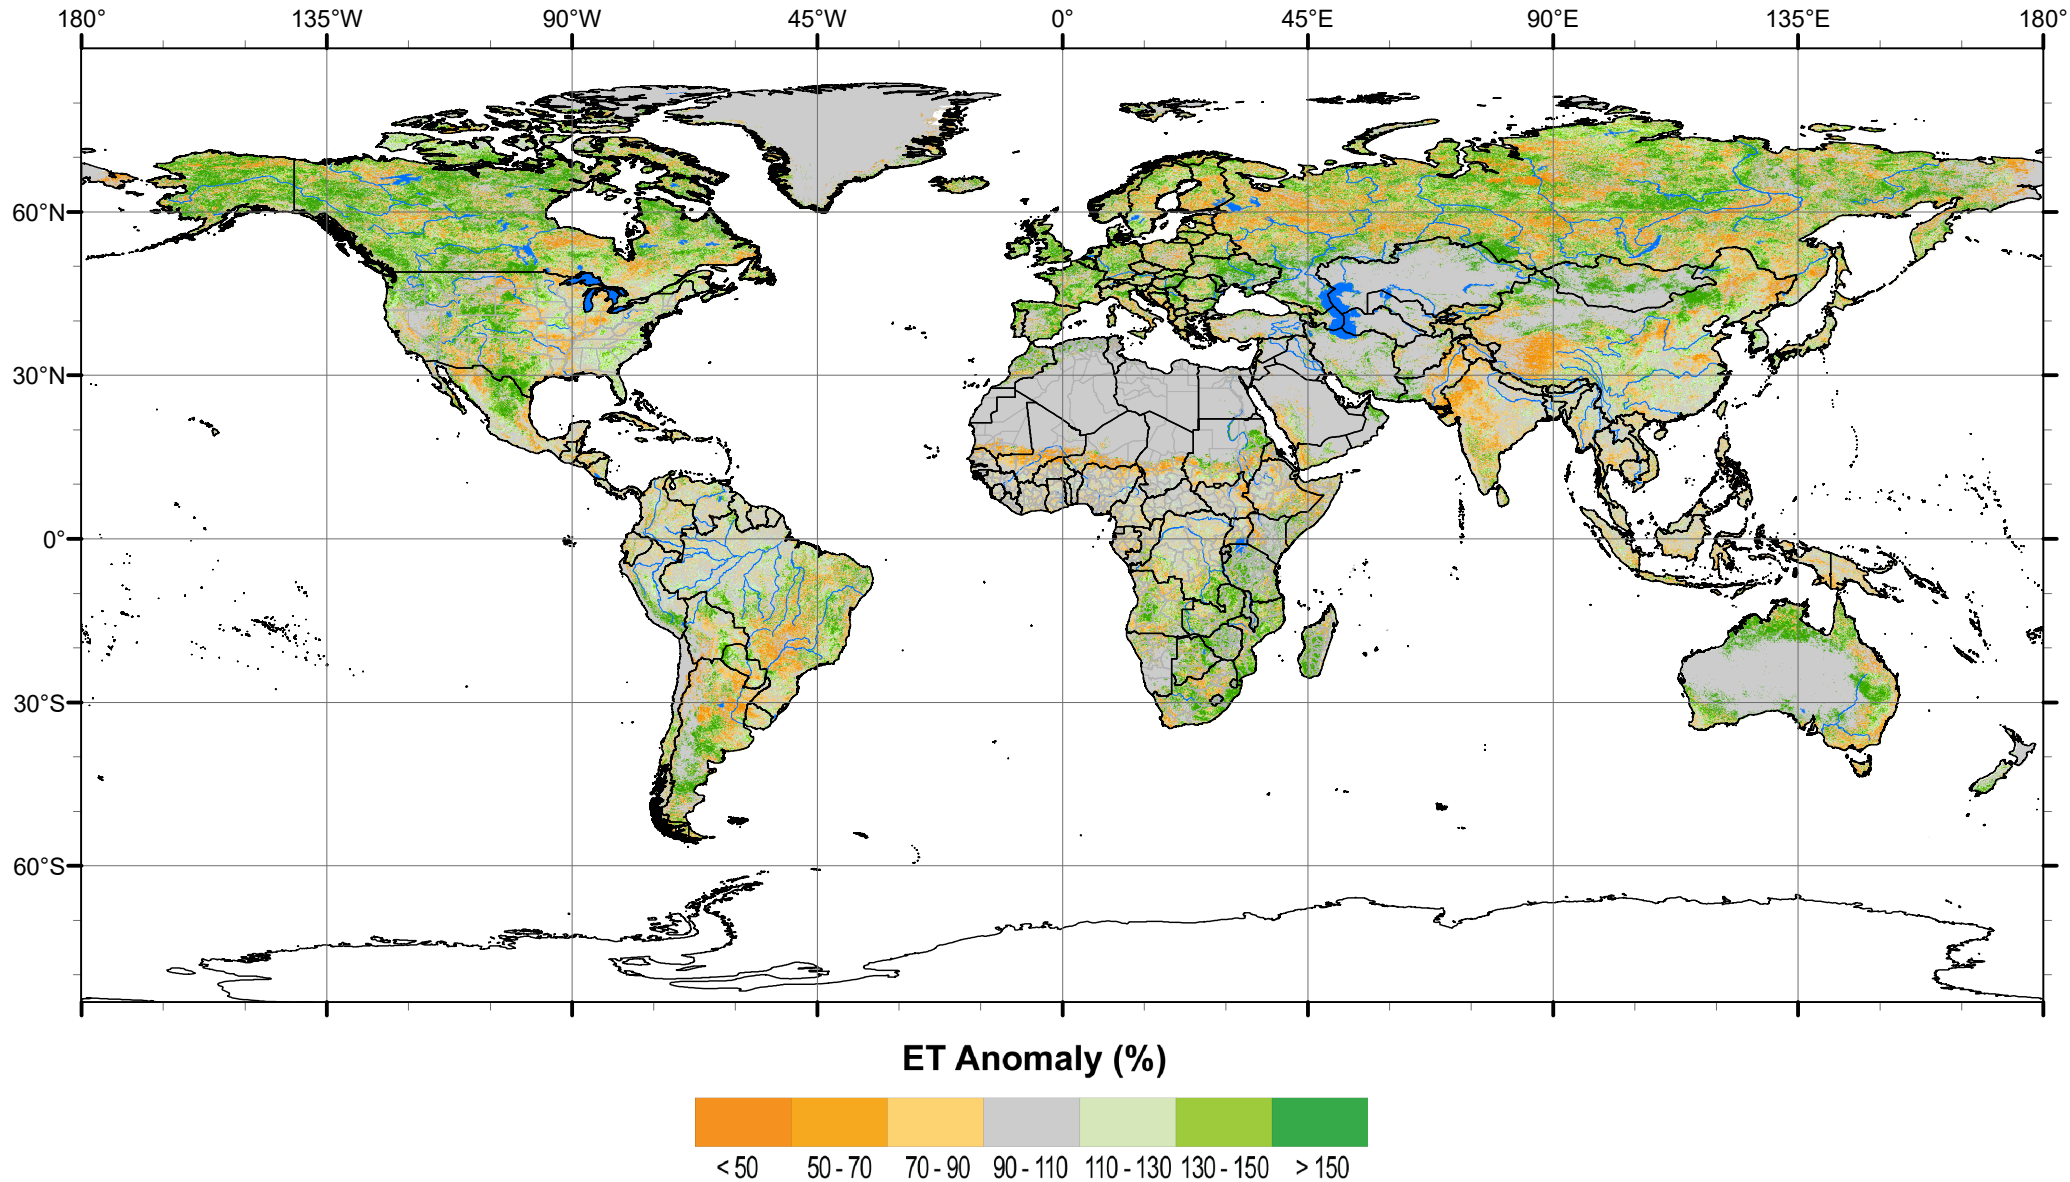 180° 135°W 90°W 45°W 0° 45°E 90°E 135°E 180°
60°N
30°N
0°
30°S
60°S
ET Anomaly (%)
< 50 50 - 70 70 - 90 90 - 110 110 - 130 130 - 150 > 150